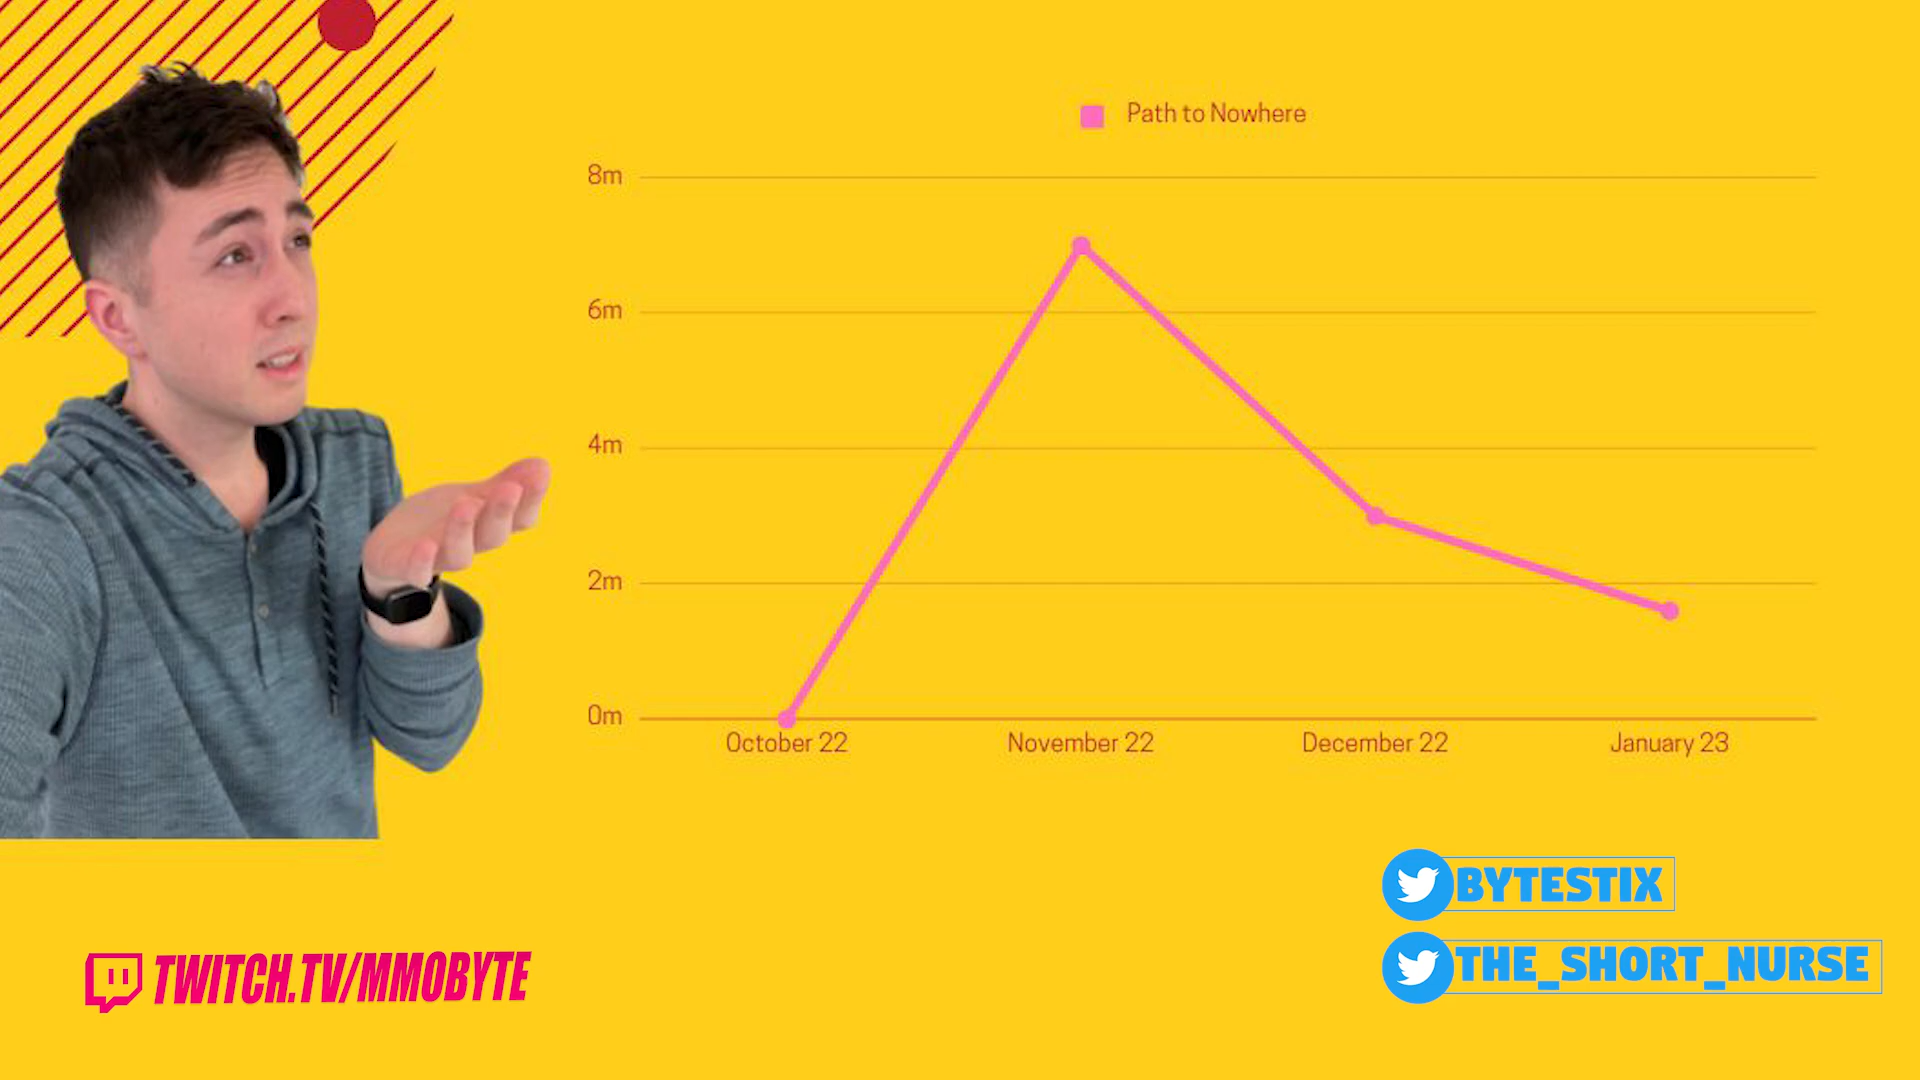 Path to Nowhere
8m
6m
4m
2m
0m
October 22 November 22 December 22 January 23
BYTESTIX
TWITCH.TV/MMOBYTE
THE_SHORT_NURSE